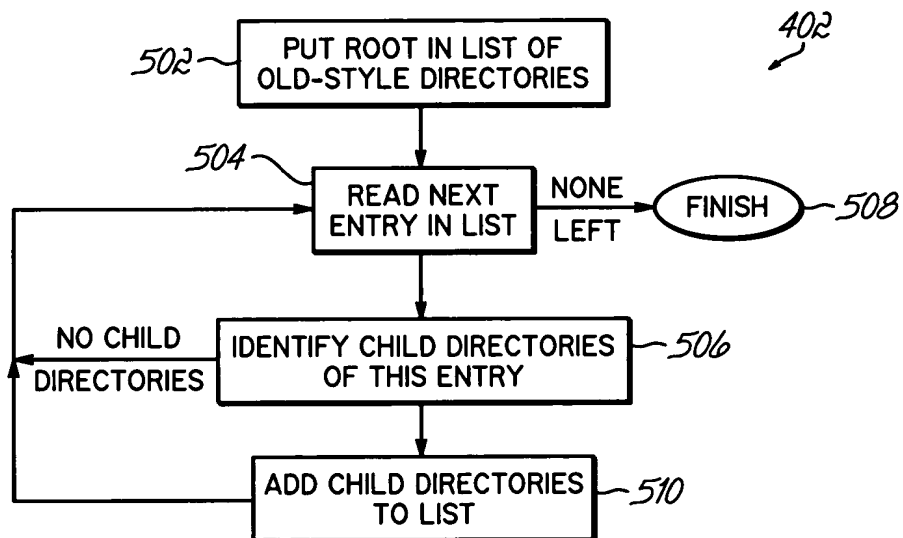 402
502
PUT ROOT IN LIST OF
OLD-STYLE DIRECTORIES
504
READ NEXT
ENTRY IN LIST
NONE
LEFT
FINISH
508
NO CHILD
DIRECTORIES
IDENTIFY CHILD DIRECTORIES
OF THIS ENTRY
506
ADD CHILD DIRECTORIES
TO LIST
510